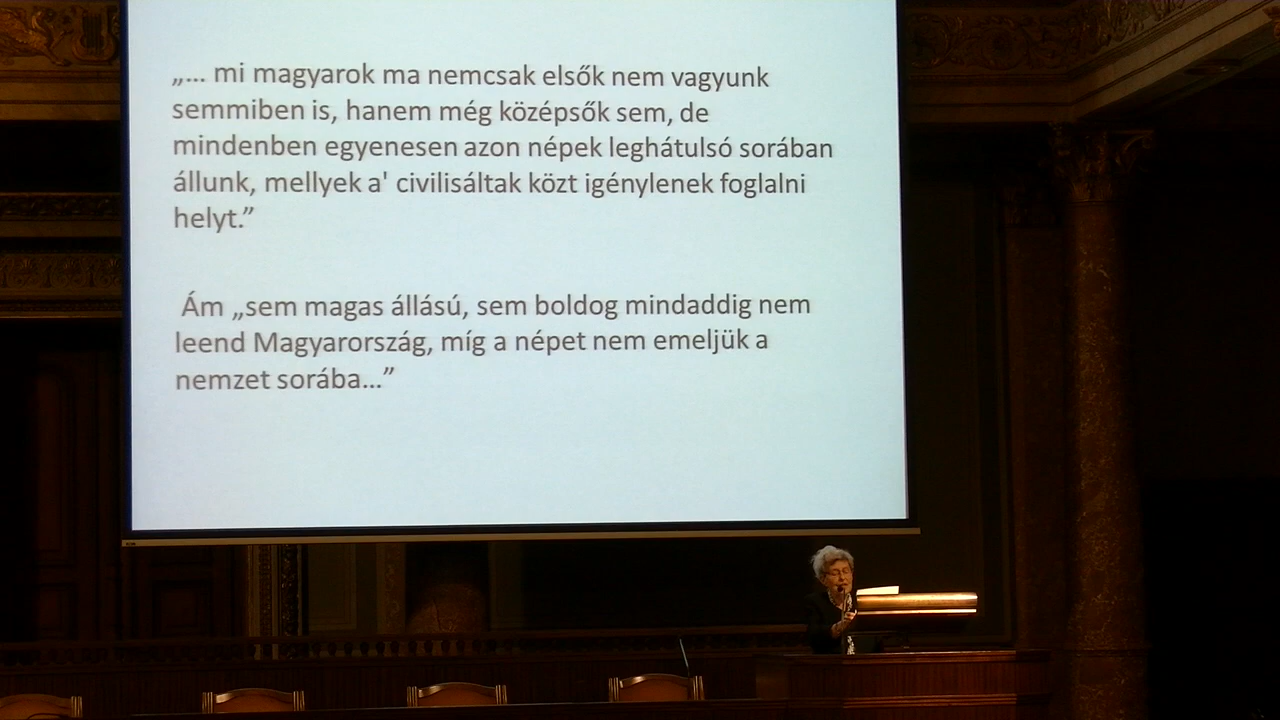 „... mi magyarok ma nemcsak elsők nem vagyunk
semmiben is, hanem még középsők sem, de
mindenben egyenesen azon népek leghátulsó sorában
állunk, mellyek a' civilisáltak közt igénylenek foglalni
helyt.”
Ám „sem magas állású, sem boldog mindaddig nem
leend Magyarország, míg a népet nem emeljük a
nemzet sorába...”